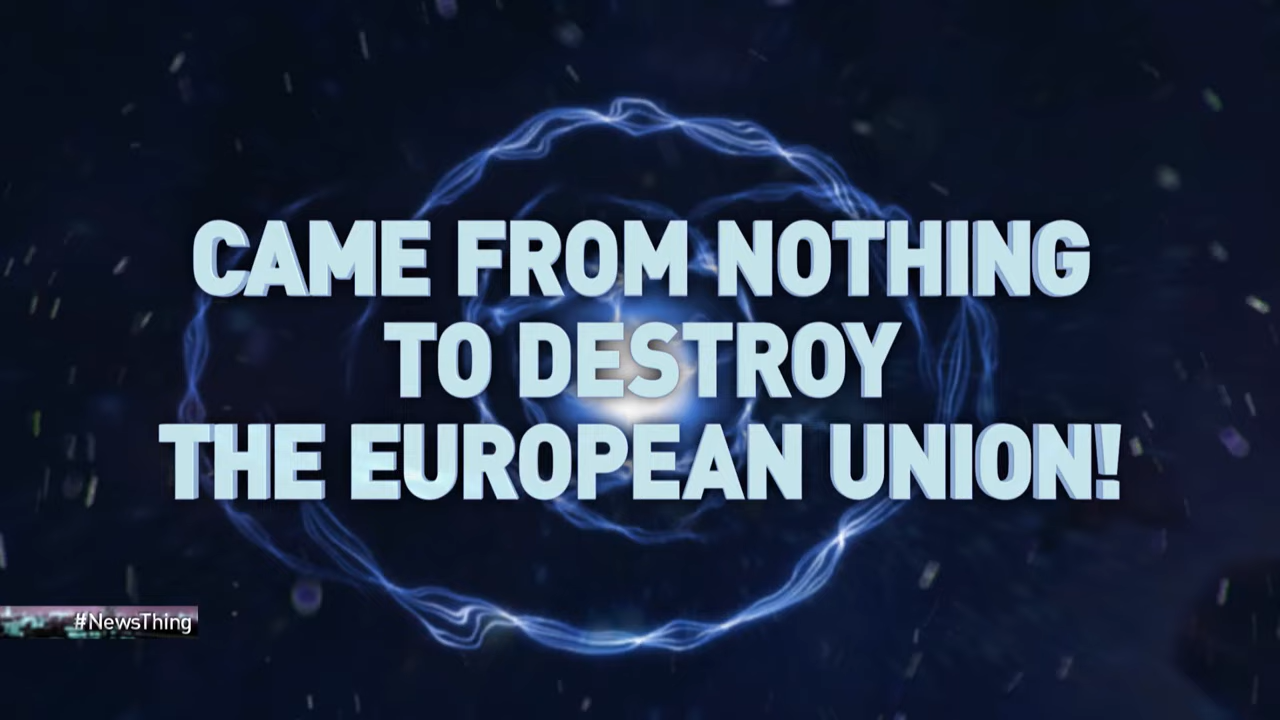 CAME FROM NOTHING
TO DESTROY
THE EUROPEAN UNION!
#NewsThing